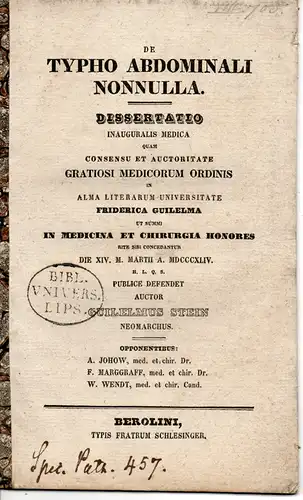 DE
TYPHO ABDOMINALI
NONNULLA.
DISSERTATIO
INAUGURALIS MEDICA
QUAM
CONSENSU ET AUCTORITATE
GRATIOSI MEDICORUM ORDINIS
IN
ALMA LITERARUM UNIVERSITATE
FRIDERICA GUILELMA
UT SUMMI
IN MEDICINA ET CHIRURGIA HONORES
RITE SIBI CONCEDANTUR
DIE XIV. M. MARTII A. MDCCCXLIV.
H. L. Q. S.
PUBLICE DEFENDET
AUCTOR
GUILELMUS STEIN
NEOMARCHUS.
BIBL.
VNIVERS.
LIPS.
OPPONENTIBUS:
A. JOHOW, med. et chir. Dr.
F. MARGGRAFF, med. et chir. Dr.
W. WENDT, med. et chir. Cand.
BEROLINI,
TYPIS FRATRUM SCHLESINGER.
Spec. Path. 457.